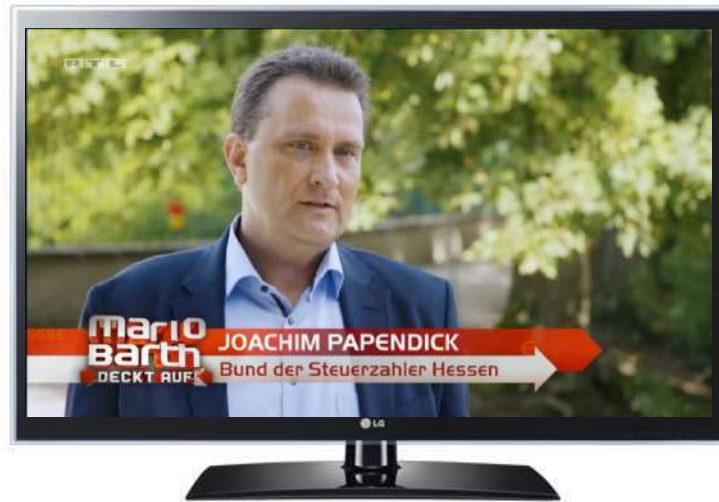 RTL
mario
Barth
DECKT AUF!
JOACHIM PAPENDICK
Bund der Steuerzahler Hessen
LG